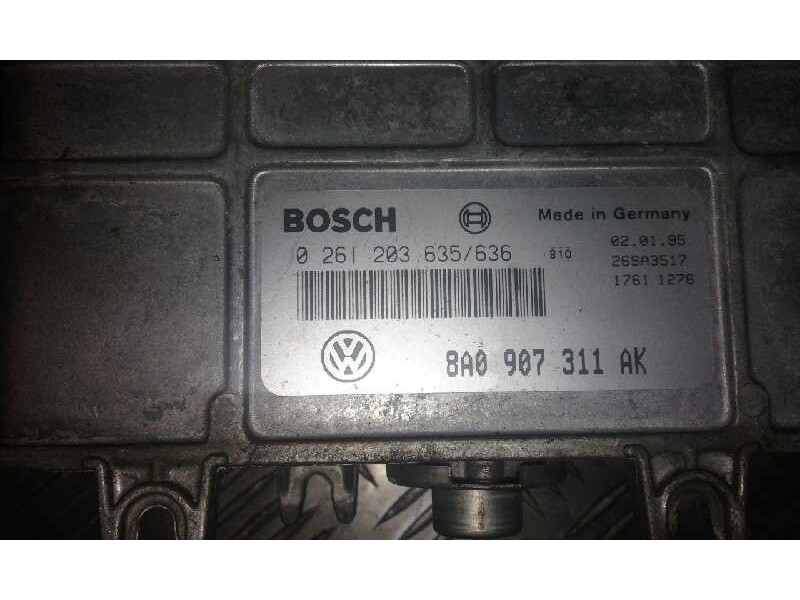 BOSCH
Made in Germany
0 261 203 635/636
810
02.01.95
26SA3517
1761 1276
VW
8A0 907 311 AK